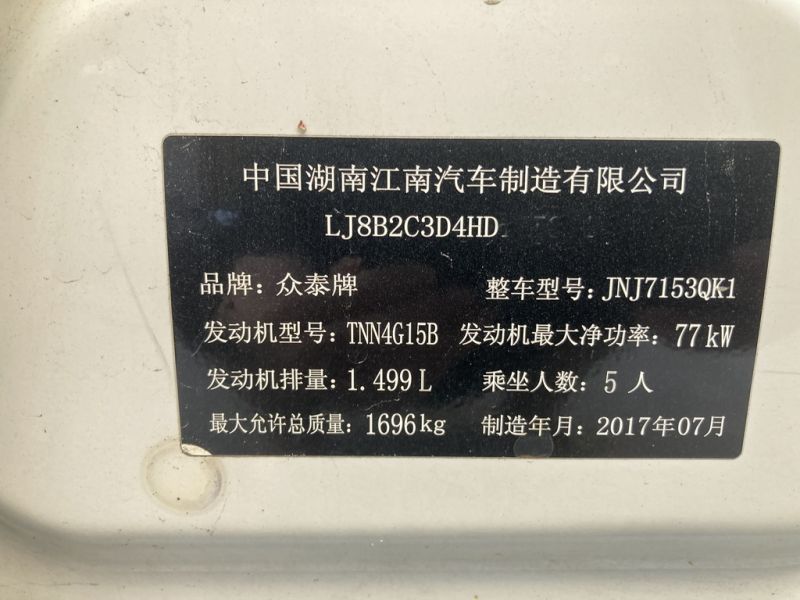 中国湖南江南汽车制造有限公司
LJ8B2C3D4HD
品牌：众泰牌 整车型号：JNJ7153QK1
发动机型号：TNN4G15B 发动机最大净功率：77kW
发动机排量：1.499L 乘坐人数：5人
最大允许总质量：1696kg 制造年月：2017年07月